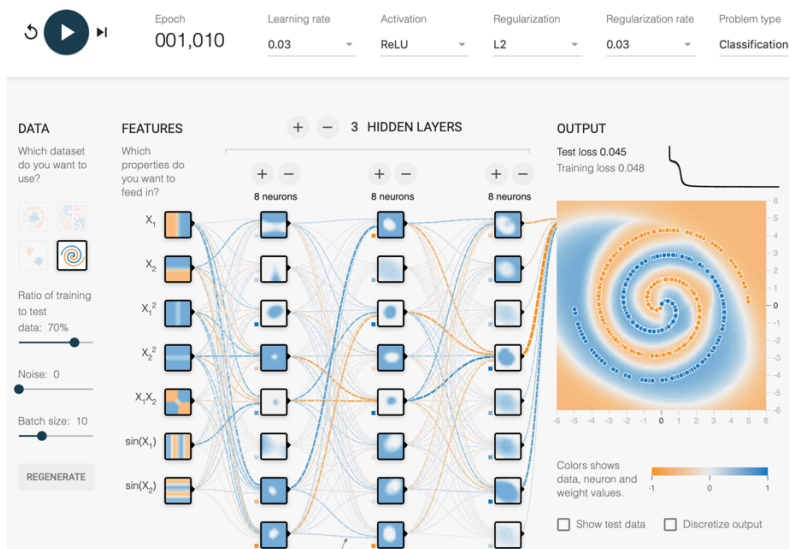 Epoch
001,010
Learning rate
0.03
Activation
ReLU
Regularization
L2
Regularization rate
0.03
Problem type
Classification
DATA
Which dataset
do you want to
use?
Ratio of training
to test
data: 70%
Noise: 0
Batch size: 10
REGENERATE
FEATURES
Which
properties do
you want to
feed in?
X₁
X₂
X₁²
X₂²
X₁X₂
sin(X₁)
sin(X₂)
+ − 3 HIDDEN LAYERS
+ −
8 neurons
+ −
8 neurons
+ −
8 neurons
OUTPUT
Test loss 0.045
Training loss 0.048
6
5
4
3
2
1
0
-1
-2
-3
-4
-5
-6
-6 -5 -4 -3 -2 -1 0 1 2 3 4 5 6
Colors shows
data, neuron and
weight values.
-1 0 1
Show test data
Discretize output